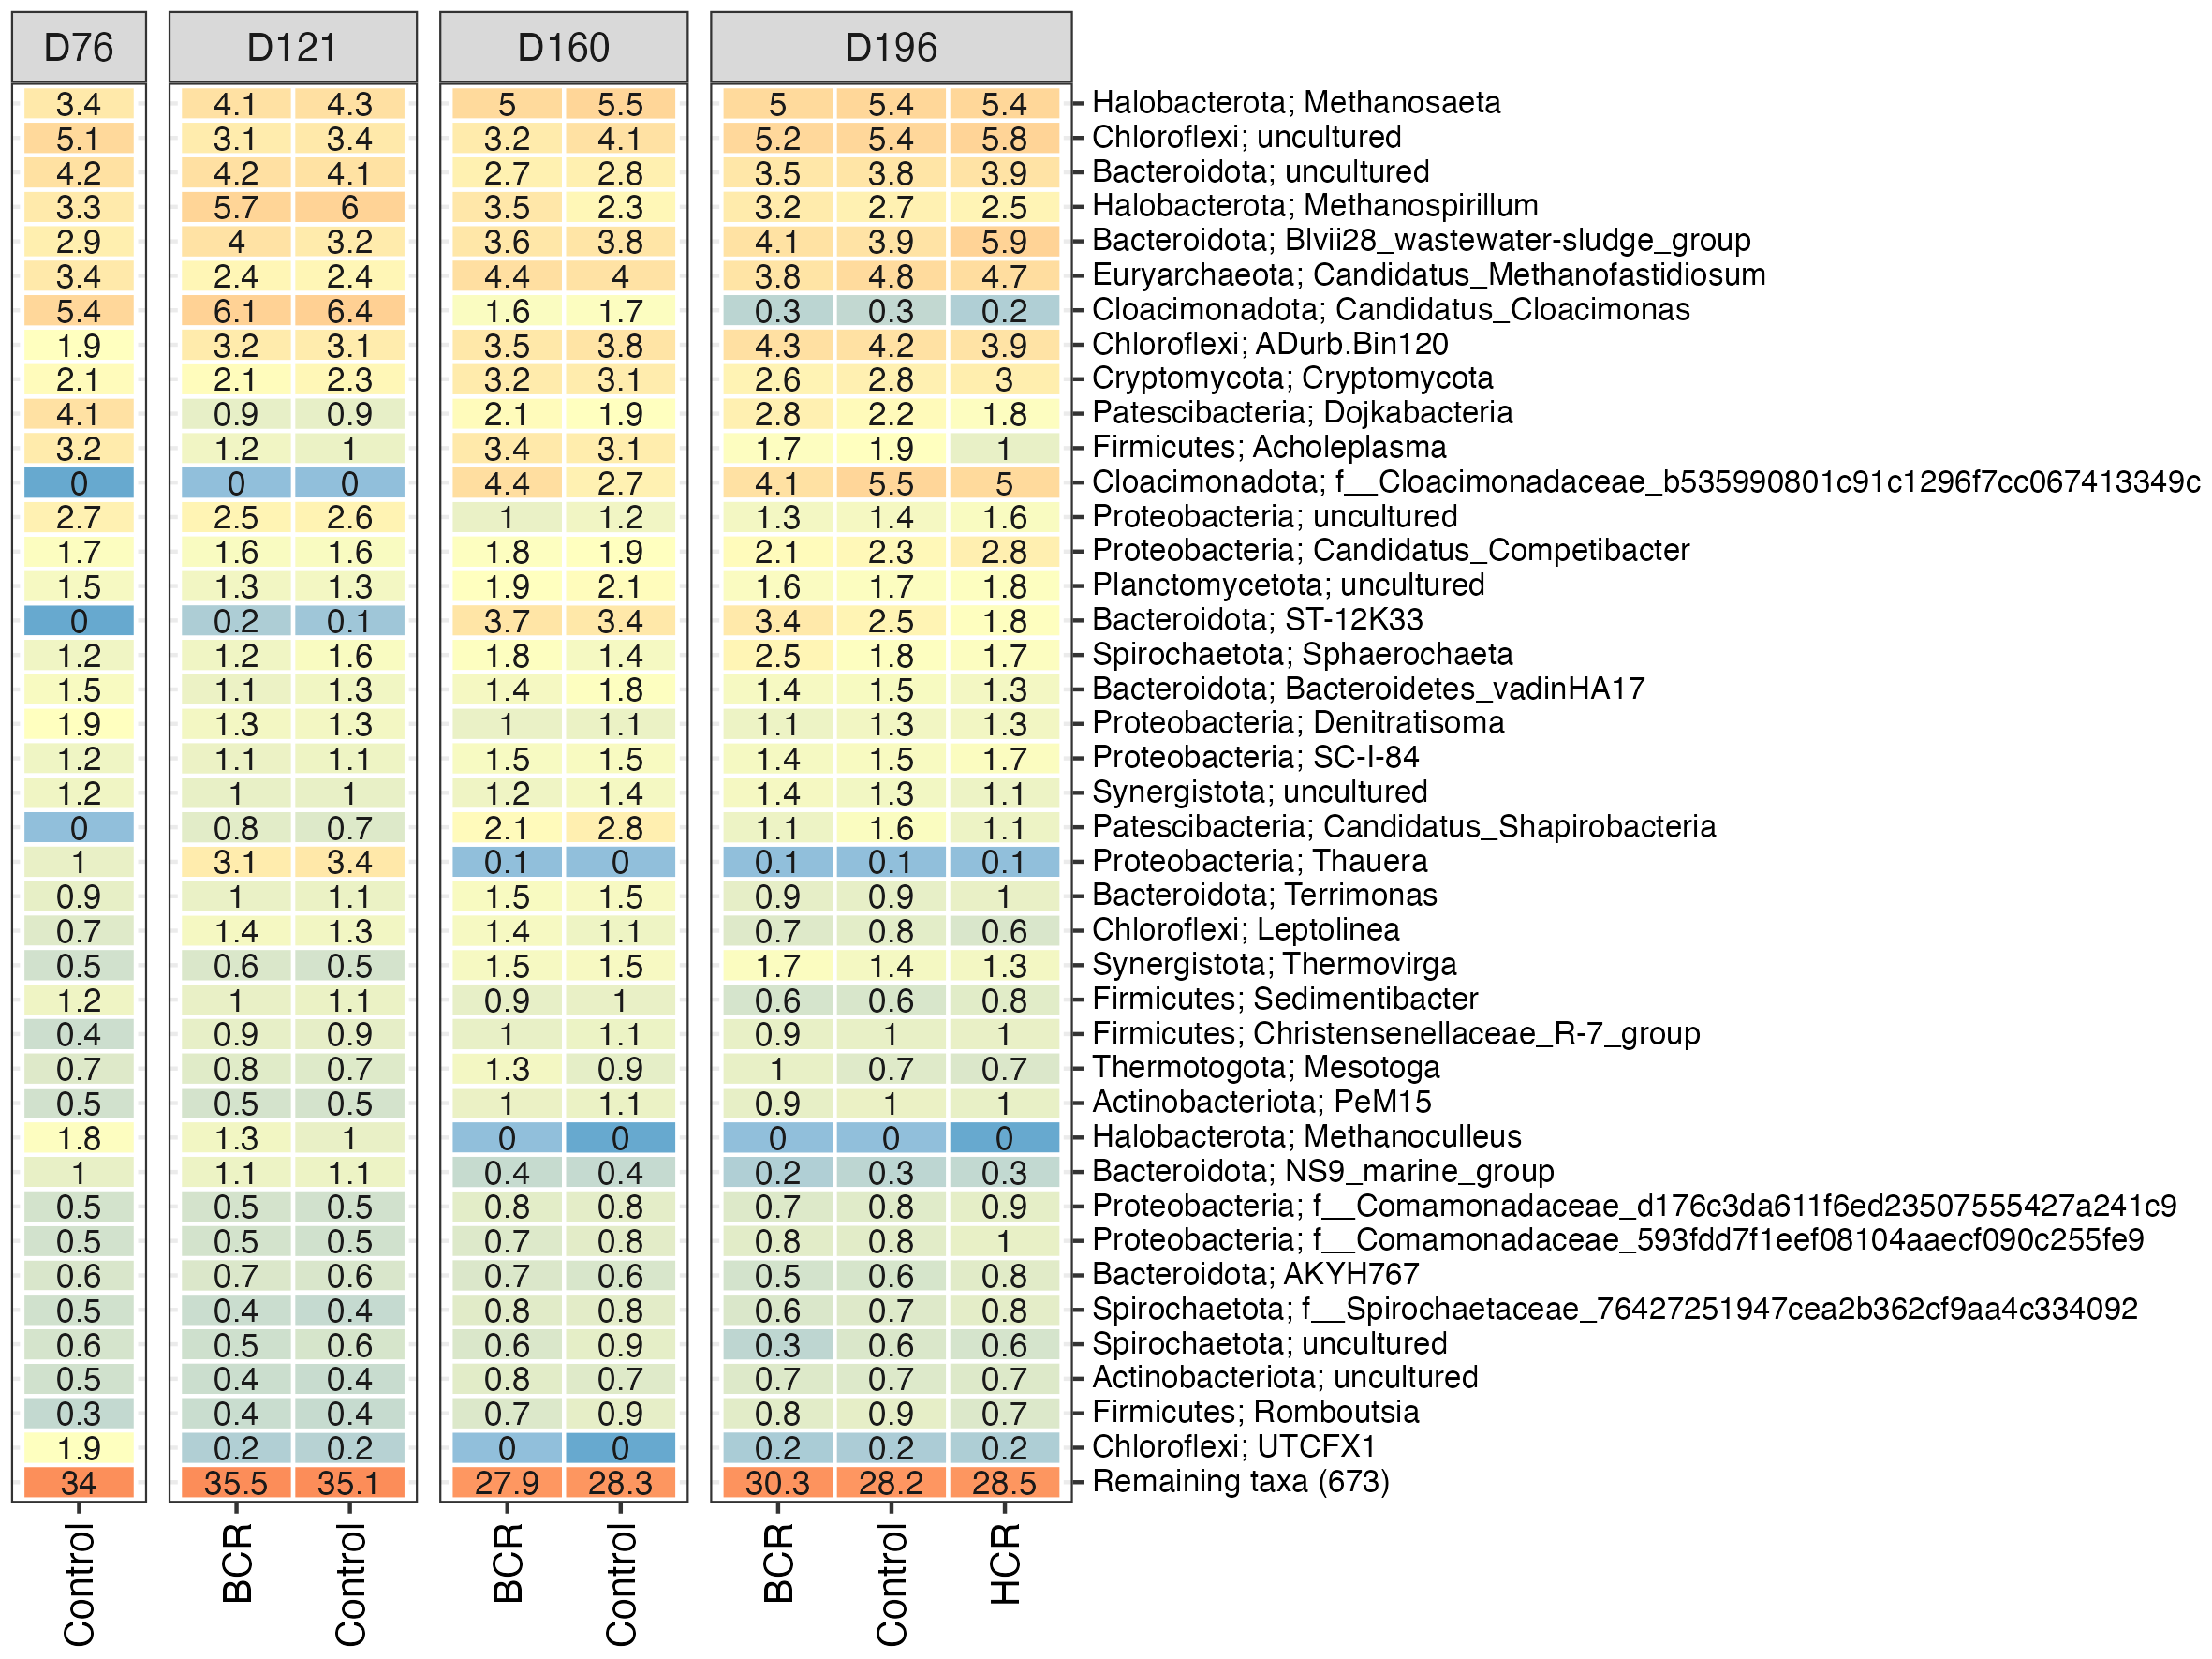 D76 D121 D160 D196
3.4 4.1 4.3 5 5.5 5 5.4 5.4 Halobacterota; Methanosaeta
5.1 3.1 3.4 3.2 4.1 5.2 5.4 5.8 Chloroflexi; uncultured
4.2 4.2 4.1 2.7 2.8 3.5 3.8 3.9 Bacteroidota; uncultured
3.3 5.7 6 3.5 2.3 3.2 2.7 2.5 Halobacterota; Methanospirillum
2.9 4 3.2 3.6 3.8 4.1 3.9 5.9 Bacteroidota; Blvii28_wastewater-sludge_group
3.4 2.4 2.4 4.4 4 3.8 4.8 4.7 Euryarchaeota; Candidatus_Methanofastidiosum
5.4 6.1 6.4 1.6 1.7 0.3 0.3 0.2 Cloacimonadota; Candidatus_Cloacimonas
1.9 3.2 3.1 3.5 3.8 4.3 4.2 3.9 Chloroflexi; ADurb.Bin120
2.1 2.1 2.3 3.2 3.1 2.6 2.8 3 Cryptomycota; Cryptomycota
4.1 0.9 0.9 2.1 1.9 2.8 2.2 1.8 Patescibacteria; Dojkabacteria
3.2 1.2 1 3.4 3.1 1.7 1.9 1 Firmicutes; Acholeplasma
0 0 0 4.4 2.7 4.1 5.5 5 Cloacimonadota; f__Cloacimonadaceae_b535990801c91c1296f7cc067413349c
2.7 2.5 2.6 1 1.2 1.3 1.4 1.6 Proteobacteria; uncultured
1.7 1.6 1.6 1.8 1.9 2.1 2.3 2.8 Proteobacteria; Candidatus_Competibacter
1.5 1.3 1.3 1.9 2.1 1.6 1.7 1.8 Planctomycetota; uncultured
0 0.2 0.1 3.7 3.4 3.4 2.5 1.8 Bacteroidota; ST-12K33
1.2 1.2 1.6 1.8 1.4 2.5 1.8 1.7 Spirochaetota; Sphaerochaeta
1.5 1.1 1.3 1.4 1.8 1.4 1.5 1.3 Bacteroidota; Bacteroidetes_vadinHA17
1.9 1.3 1.3 1 1.1 1.1 1.3 1.3 Proteobacteria; Denitratisoma
1.2 1.1 1.1 1.5 1.5 1.4 1.5 1.7 Proteobacteria; SC-I-84
1.2 1 1 1.2 1.4 1.4 1.3 1.1 Synergistota; uncultured
0 0.8 0.7 2.1 2.8 1.1 1.6 1.1 Patescibacteria; Candidatus_Shapirobacteria
1 3.1 3.4 0.1 0 0.1 0.1 0.1 Proteobacteria; Thauera
0.9 1 1.1 1.5 1.5 0.9 0.9 1 Bacteroidota; Terrimonas
0.7 1.4 1.3 1.4 1.1 0.7 0.8 0.6 Chloroflexi; Leptolinea
0.5 0.6 0.5 1.5 1.5 1.7 1.4 1.3 Synergistota; Thermovirga
1.2 1 1.1 0.9 1 0.6 0.6 0.8 Firmicutes; Sedimentibacter
0.4 0.9 0.9 1 1.1 0.9 1 1 Firmicutes; Christensenellaceae_R-7_group
0.7 0.8 0.7 1.3 0.9 1 0.7 0.7 Thermotogota; Mesotoga
0.5 0.5 0.5 1 1.1 0.9 1 1 Actinobacteriota; PeM15
1.8 1.3 1 0 0 0 0 0 Halobacterota; Methanoculleus
1 1.1 1.1 0.4 0.4 0.2 0.3 0.3 Bacteroidota; NS9_marine_group
0.5 0.5 0.5 0.8 0.8 0.7 0.8 0.9 Proteobacteria; f__Comamonadaceae_d176c3da611f6ed23507555427a241c9
0.5 0.5 0.5 0.7 0.8 0.8 0.8 1 Proteobacteria; f__Comamonadaceae_593fdd7f1eef08104aaecf090c255fe9
0.6 0.7 0.6 0.7 0.6 0.5 0.6 0.8 Bacteroidota; AKYH767
0.5 0.4 0.4 0.8 0.8 0.6 0.7 0.8 Spirochaetota; f__Spirochaetaceae_76427251947cea2b362cf9aa4c334092
0.6 0.5 0.6 0.6 0.9 0.3 0.6 0.6 Spirochaetota; uncultured
0.5 0.4 0.4 0.8 0.7 0.7 0.7 0.7 Actinobacteriota; uncultured
0.3 0.4 0.4 0.7 0.9 0.8 0.9 0.7 Firmicutes; Romboutsia
1.9 0.2 0.2 0 0 0.2 0.2 0.2 Chloroflexi; UTCFX1
34 35.5 35.1 27.9 28.3 30.3 28.2 28.5 Remaining taxa (673)
Control BCR Control BCR Control BCR Control HCR